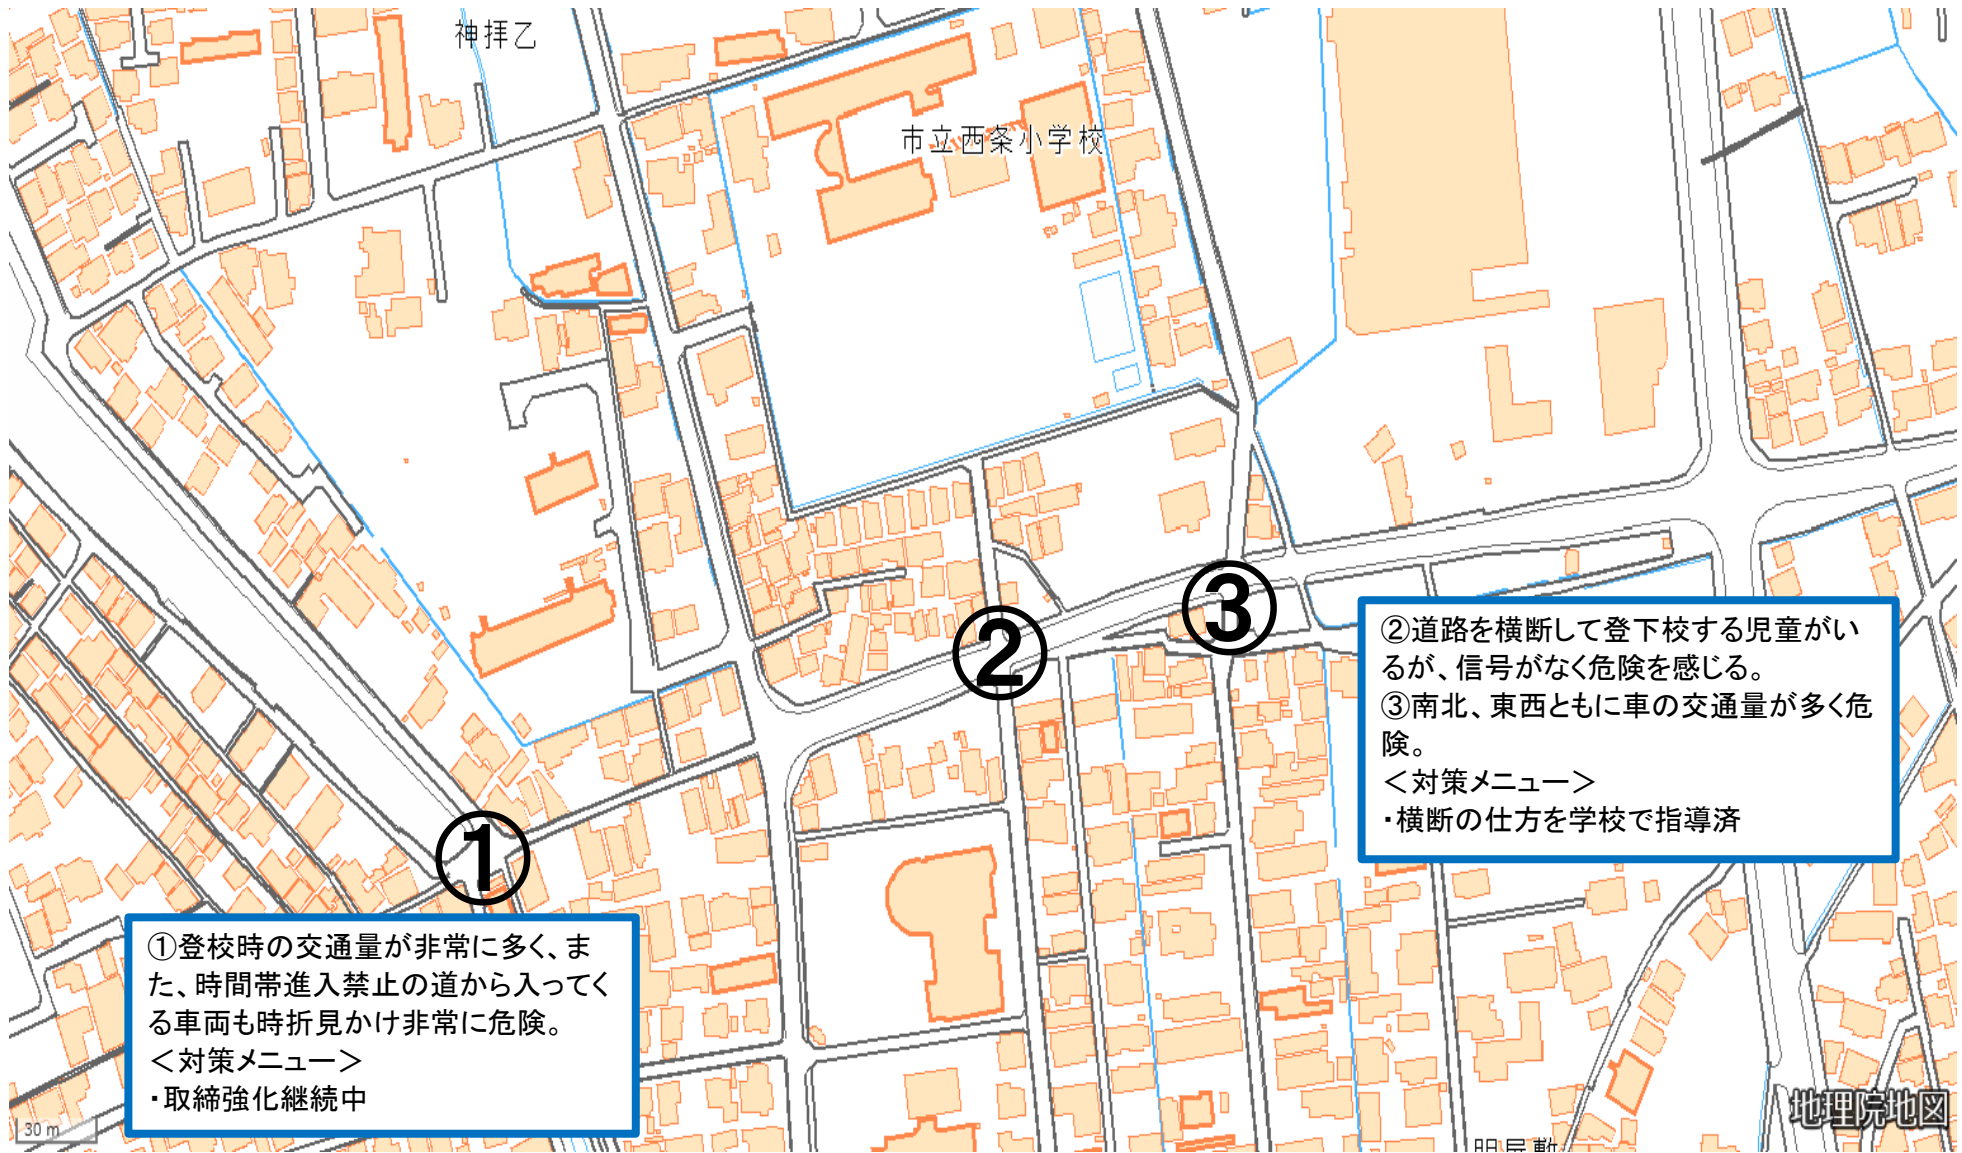 神拝乙
市立西条小学校
③
②
②道路を横断して登下校する児童がい
るが、信号がなく危険を感じる。
③南北、東西ともに車の交通量が多く危
険。
＜対策メニュー＞
・横断の仕方を学校で指導済
①
①登校時の交通量が非常に多く、ま
た、時間帯進入禁止の道から入ってく
る車両も時折見かけ非常に危険。
＜対策メニュー＞
・取締強化継続中
30 m
地理院地図